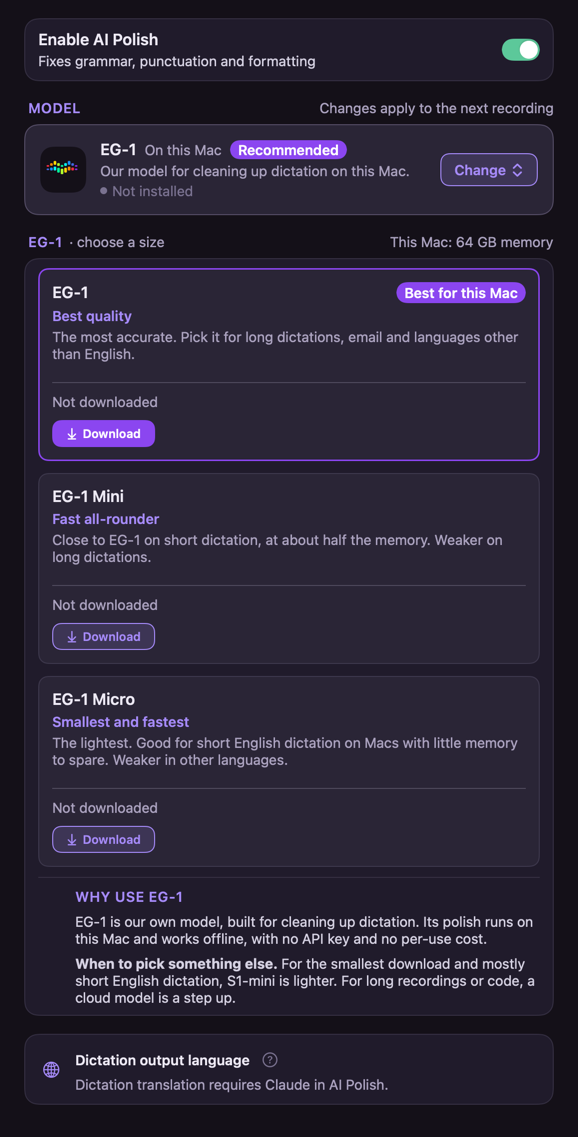 Enable AI Polish
Fixes grammar, punctuation and formatting
MODEL
Changes apply to the next recording
EG-1 On this Mac Recommended
Our model for cleaning up dictation on this Mac.
Not installed
Change
EG-1 · choose a size
This Mac: 64 GB memory
EG-1
Best for this Mac
Best quality
The most accurate. Pick it for long dictations, email and languages other
than English.
Not downloaded
Download
EG-1 Mini
Fast all-rounder
Close to EG-1 on short dictation, at about half the memory. Weaker on
long dictations.
Not downloaded
Download
EG-1 Micro
Smallest and fastest
The lightest. Good for short English dictation on Macs with little memory
to spare. Weaker in other languages.
Not downloaded
Download
WHY USE EG-1
EG-1 is our own model, built for cleaning up dictation. Its polish runs on
this Mac and works offline, with no API key and no per-use cost.
When to pick something else. For the smallest download and mostly
short English dictation, S1-mini is lighter. For long recordings or code, a
cloud model is a step up.
Dictation output language ?
Dictation translation requires Claude in AI Polish.